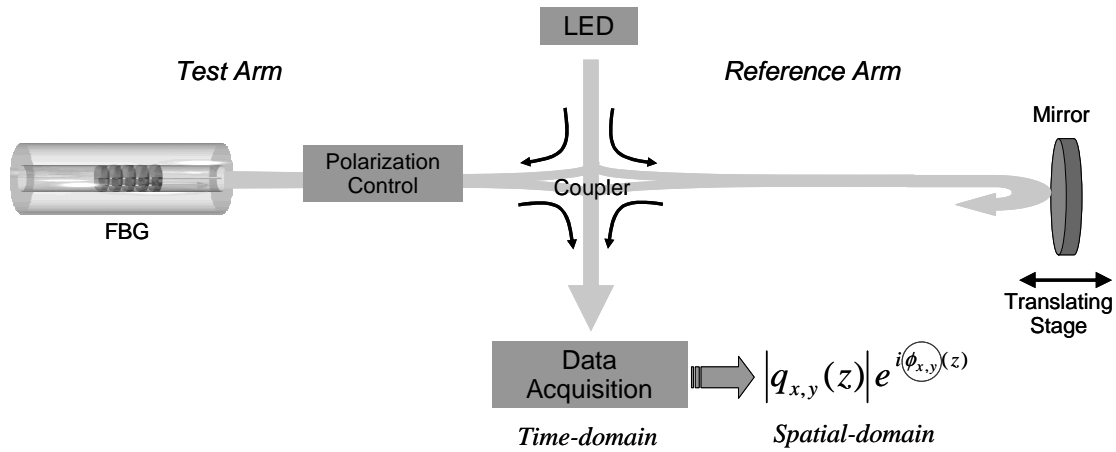 LED
Test Arm
Reference Arm
Mirror
Polarization
Control
Coupler
FBG
Translating
Stage
Data
Acquisition
|q_{x,y}(z)| e^{iϕ_{x,y}(z)}
Time-domain
Spatial-domain